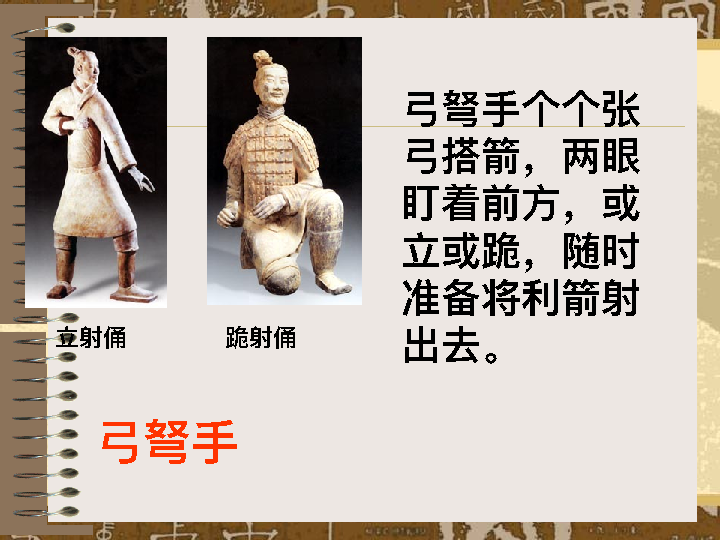 弓弩手个个张
弓搭箭，两眼
盯着前方，或
立或跪，随时
准备将利箭射
出去。
立射俑
跪射俑
弓弩手